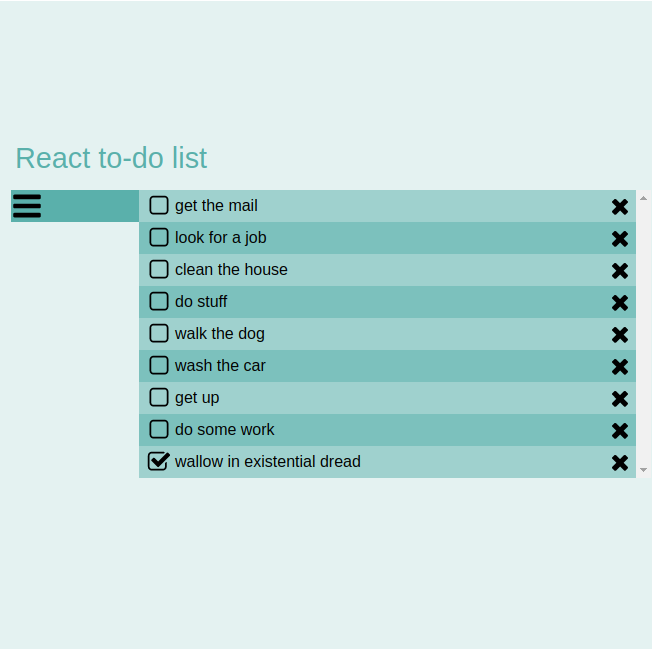 React to-do list
get the mail
look for a job
clean the house
do stuff
walk the dog
wash the car
get up
do some work
wallow in existential dread